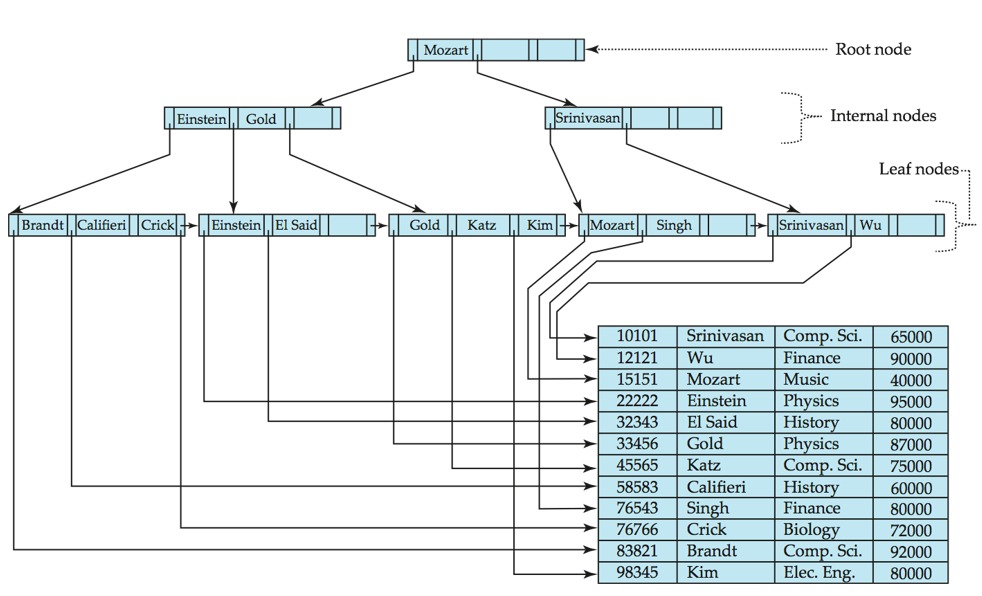 Mozart
Root node
Einstein Gold
Srinivasan
Internal nodes
Leaf nodes
Brandt Califieri Crick
Einstein El Said
Gold Katz Kim
Mozart Singh
Srinivasan Wu
10101 Srinivasan Comp. Sci. 65000
12121 Wu Finance 90000
15151 Mozart Music 40000
22222 Einstein Physics 95000
32343 El Said History 80000
33456 Gold Physics 87000
45565 Katz Comp. Sci. 75000
58583 Califieri History 60000
76543 Singh Finance 80000
76766 Crick Biology 72000
83821 Brandt Comp. Sci. 92000
98345 Kim Elec. Eng. 80000